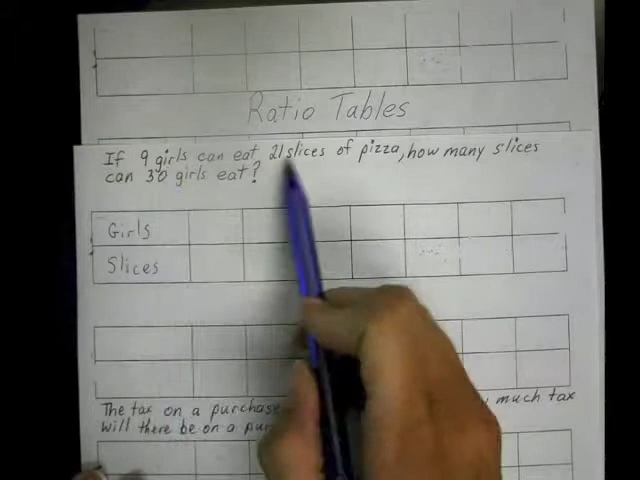 Ratio Tables
If 9 girls can eat 21 slices of pizza, how many slices
can 30 girls eat?
Girls
Slices
The tax on a purchase much tax
will there be on a